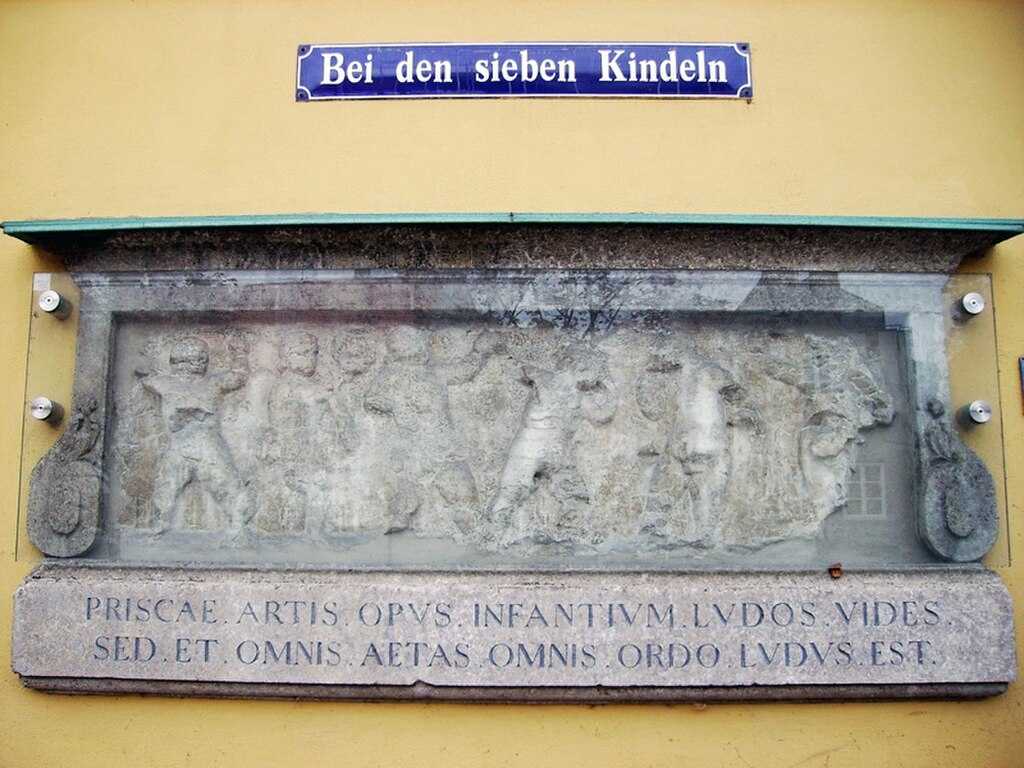 Bei den sieben Kindeln
PRISCAE . ARTIS . OPVS . INFANTIVM . LVDOS . VIDES .
SED . ET . OMNIS . AETAS . OMNIS . ORDO . LVDVS . EST .